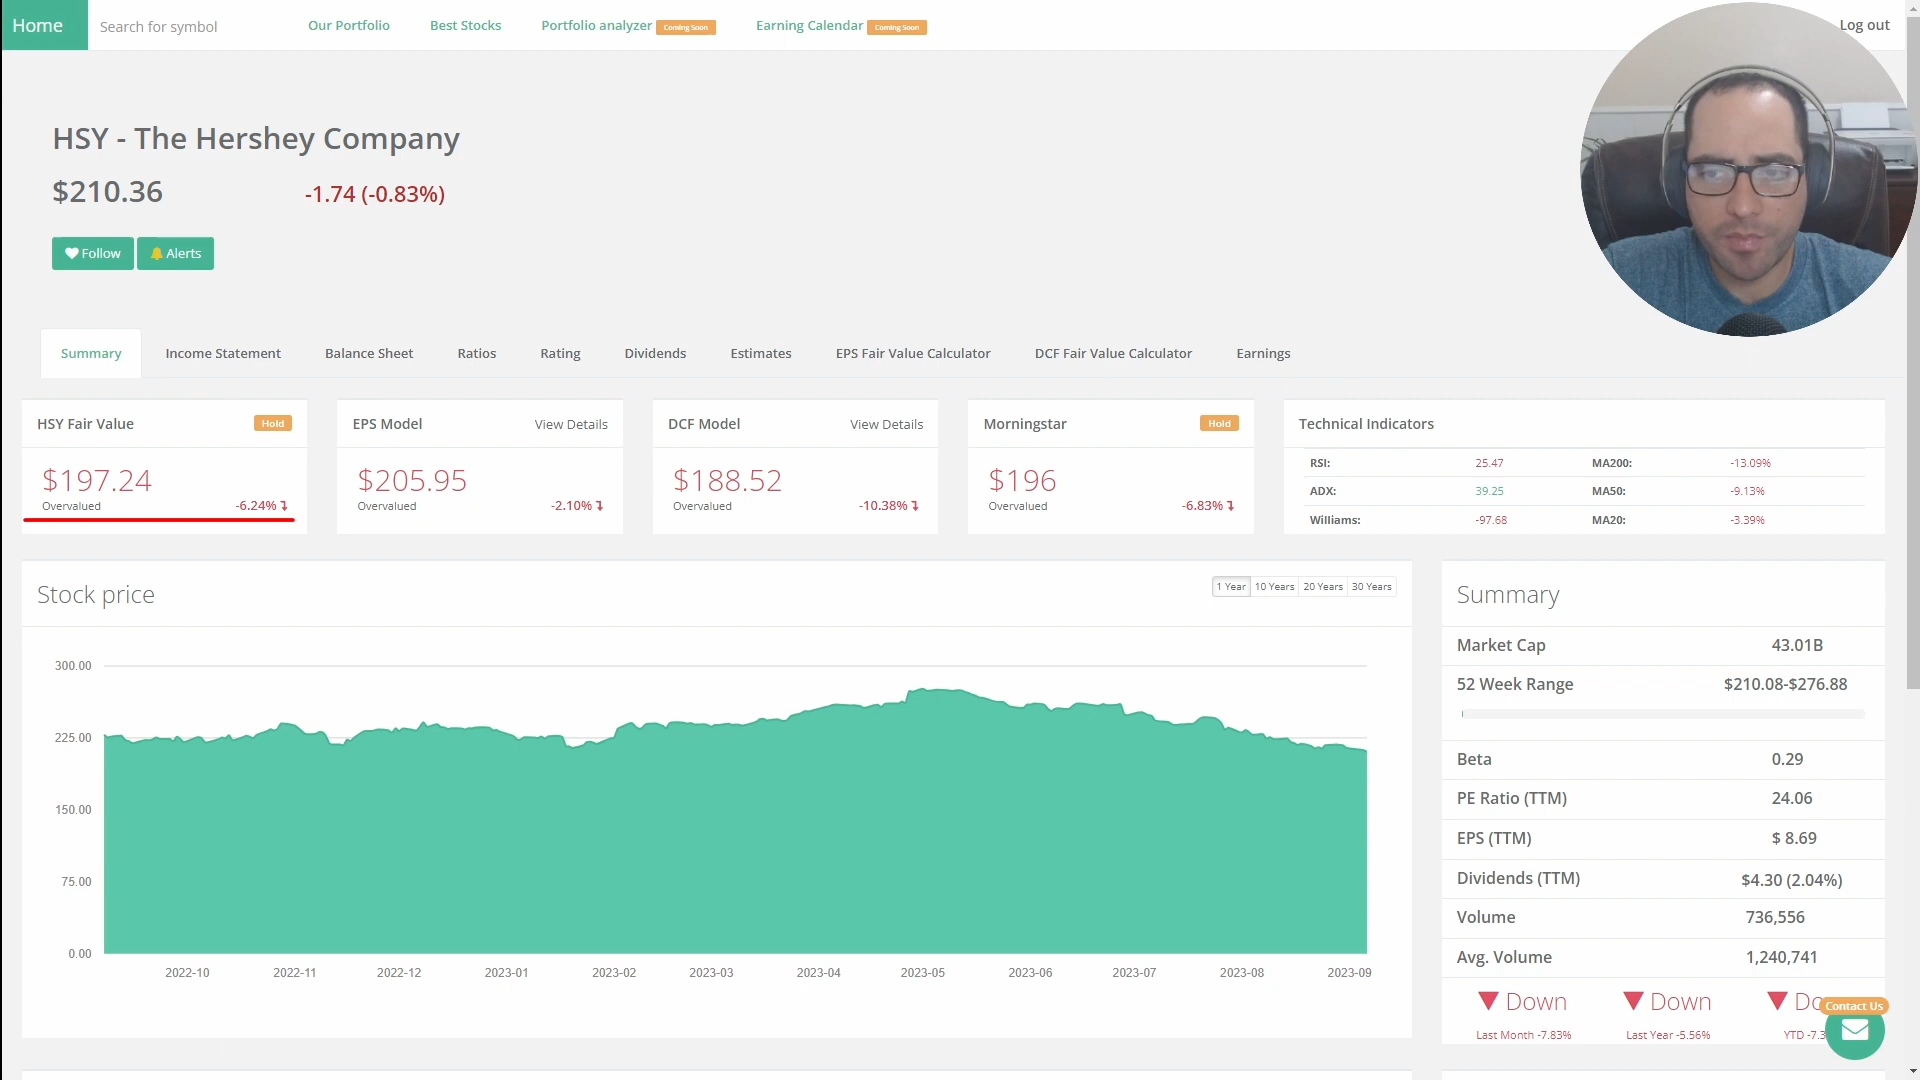 Home
Search for symbol
Our Portfolio
Best Stocks
Portfolio analyzer Coming Soon
Earning Calendar Coming Soon
Log out
HSY - The Hershey Company
$210.36
-1.74 (-0.83%)
Follow
Alerts
Summary
Income Statement
Balance Sheet
Ratios
Rating
Dividends
Estimates
EPS Fair Value Calculator
DCF Fair Value Calculator
Earnings
HSY Fair Value Hold
$197.24
Overvalued -6.24%
EPS Model View Details
$205.95
Overvalued -2.10%
DCF Model View Details
$188.52
Overvalued -10.38%
Morningstar Hold
$196
Overvalued -6.83%
Technical Indicators
RSI: 25.47 MA200: -13.09%
ADX: 39.25 MA50: -9.13%
Williams: -97.68 MA20: -3.39%
Stock price
1 Year 10 Years 20 Years 30 Years
300.00
225.00
150.00
75.00
0.00
2022-10 2022-11 2022-12 2023-01 2023-02 2023-03 2023-04 2023-05 2023-06 2023-07 2023-08 2023-09
Summary
Market Cap 43.01B
52 Week Range $210.08-$276.88
Beta 0.29
PE Ratio (TTM) 24.06
EPS (TTM) $ 8.69
Dividends (TTM) $4.30 (2.04%)
Volume 736,556
Avg. Volume 1,240,741
Down Down
Contact Us
Last Month -7.83% Last Year -5.56% YTD